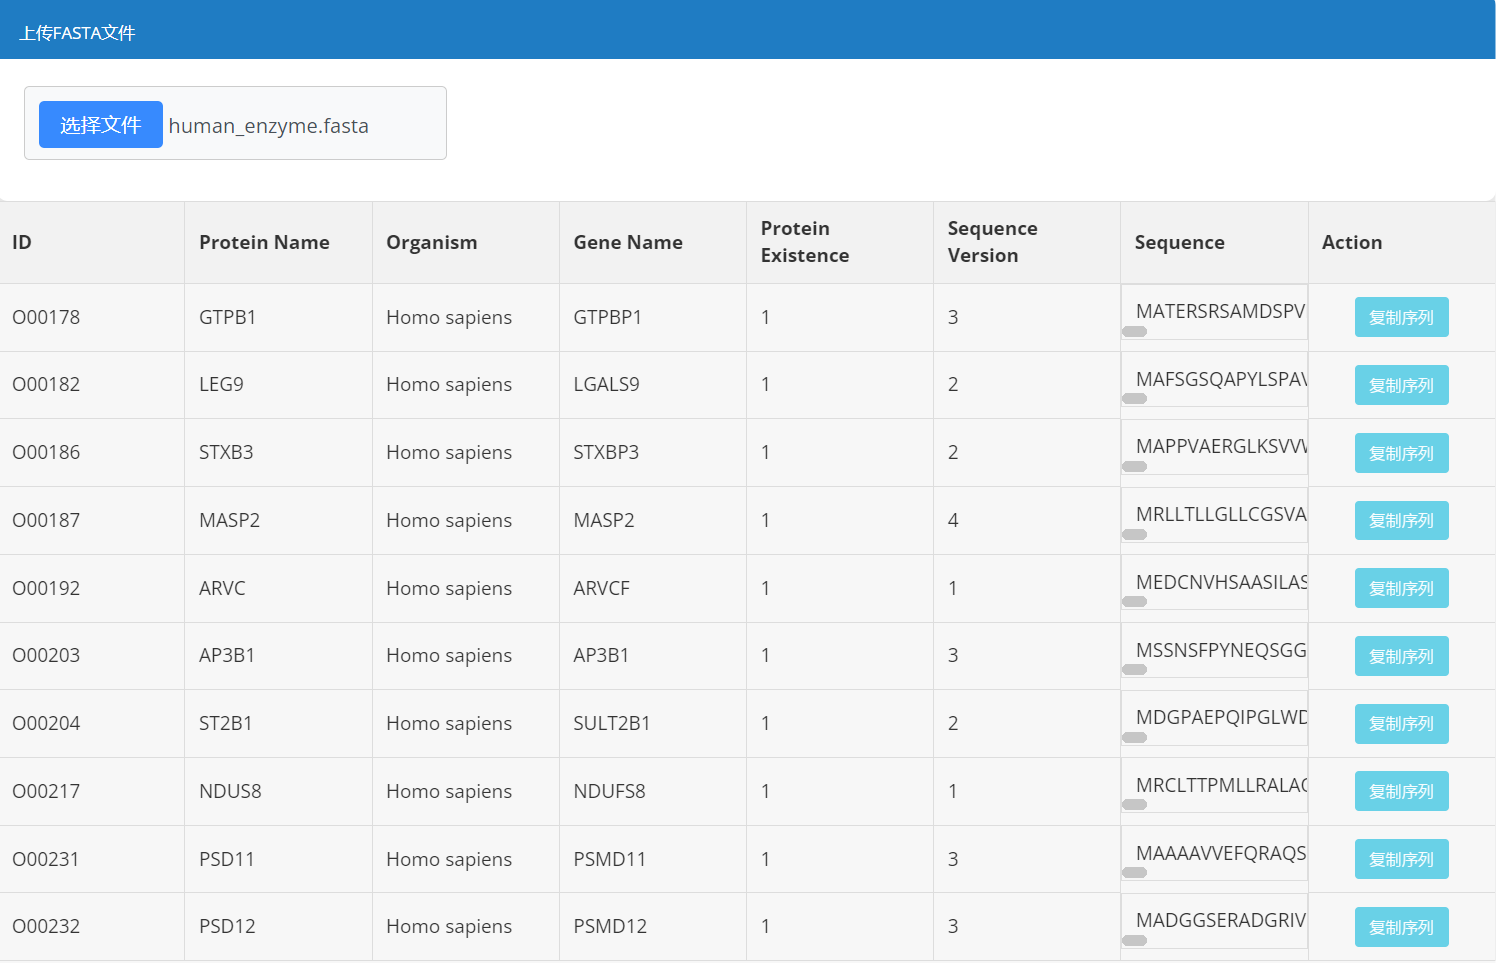 上传FASTA文件
选择文件 human_enzyme.fasta
ID Protein Name Organism Gene Name Protein Existence Sequence Version Sequence Action
O00178 GTPB1 Homo sapiens GTPBP1 1 3 MATERSRSAMDSPV 复制序列
O00182 LEG9 Homo sapiens LGALS9 1 2 MAFSGSQAPYLSPAV 复制序列
O00186 STXB3 Homo sapiens STXBP3 1 2 MAPPVAERGLKSVVW 复制序列
O00187 MASP2 Homo sapiens MASP2 1 4 MRLLTLLGLLCGSVA 复制序列
O00192 ARVC Homo sapiens ARVCF 1 1 MEDCNVHSAASILAS 复制序列
O00203 AP3B1 Homo sapiens AP3B1 1 3 MSSNSFPYNEQSGG 复制序列
O00204 ST2B1 Homo sapiens SULT2B1 1 2 MDGPAEPQIPGLWD 复制序列
O00217 NDUS8 Homo sapiens NDUFS8 1 1 MRCLTTPMLLRALAQ 复制序列
O00231 PSD11 Homo sapiens PSMD11 1 3 MAAAAVVEFQRAQS 复制序列
O00232 PSD12 Homo sapiens PSMD12 1 3 MADGGSERADGRIV 复制序列